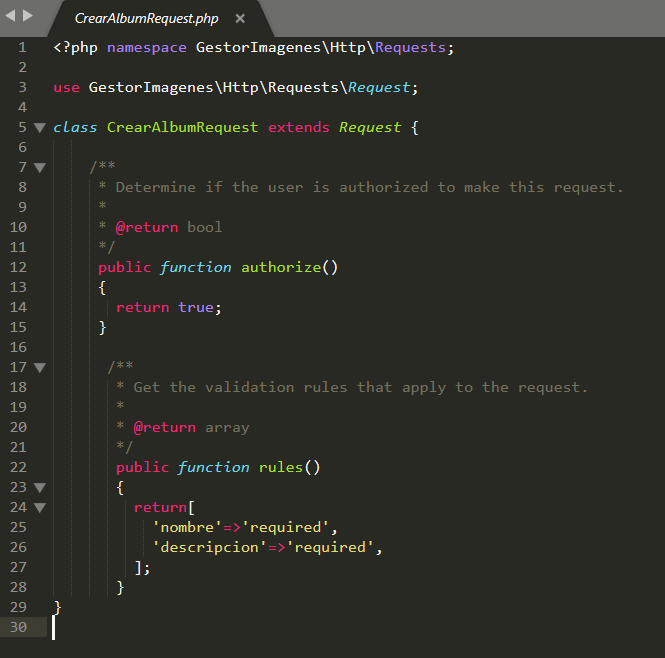 CrearAlbumRequest.php ×
1 <?php namespace GestorImagenes\Http\Requests;
2
3 use GestorImagenes\Http\Requests\Request;
4
5 class CrearAlbumRequest extends Request {
6
7 /**
8 * Determine if the user is authorized to make this request.
9 *
10 * @return bool
11 */
12 public function authorize()
13 {
14 return true;
15 }
16
17 /**
18 * Get the validation rules that apply to the request.
19 *
20 * @return array
21 */
22 public function rules()
23 {
24 return[
25 'nombre'=>'required',
26 'descripcion'=>'required',
27 ];
28 }
29 }
30